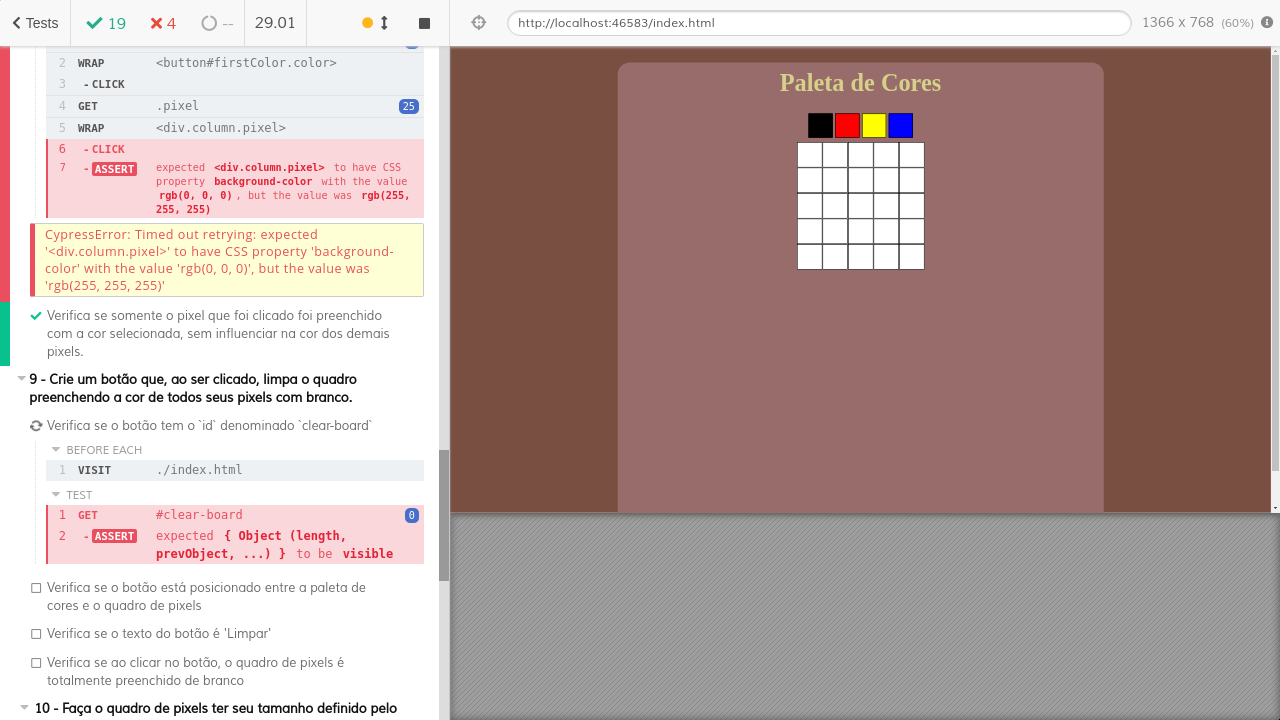 Tests
19
4
--
29.01
http://localhost:46583/index.html
1366 x 768 (60%)
2 WRAP <button#firstColor.color>
3 -CLICK
4 GET .pixel 25
5 WRAP <div.column.pixel>
6 -CLICK
7 -ASSERT expected <div.column.pixel> to have CSS
property background-color with the value
rgb(0, 0, 0), but the value was rgb(255,
255, 255)
CypressError: Timed out retrying: expected
'<div.column.pixel>' to have CSS property 'background-
color' with the value 'rgb(0, 0, 0)', but the value was
'rgb(255, 255, 255)'
Verifica se somente o pixel que foi clicado foi preenchido
com a cor selecionada, sem influenciar na cor dos demais
pixels.
9 - Crie um botão que, ao ser clicado, limpa o quadro
preenchendo a cor de todos seus pixels com branco.
Verifica se o botão tem o `id` denominado `clear-board`
BEFORE EACH
1 VISIT ./index.html
TEST
1 GET #clear-board 0
2 -ASSERT expected { Object (length,
prevObject, ...) } to be visible
Verifica se o botão está posicionado entre a paleta de
cores e o quadro de pixels
Verifica se o texto do botão é 'Limpar'
Verifica se ao clicar no botão, o quadro de pixels é
totalmente preenchido de branco
10 - Faça o quadro de pixels ter seu tamanho definido pelo
Paleta de Cores